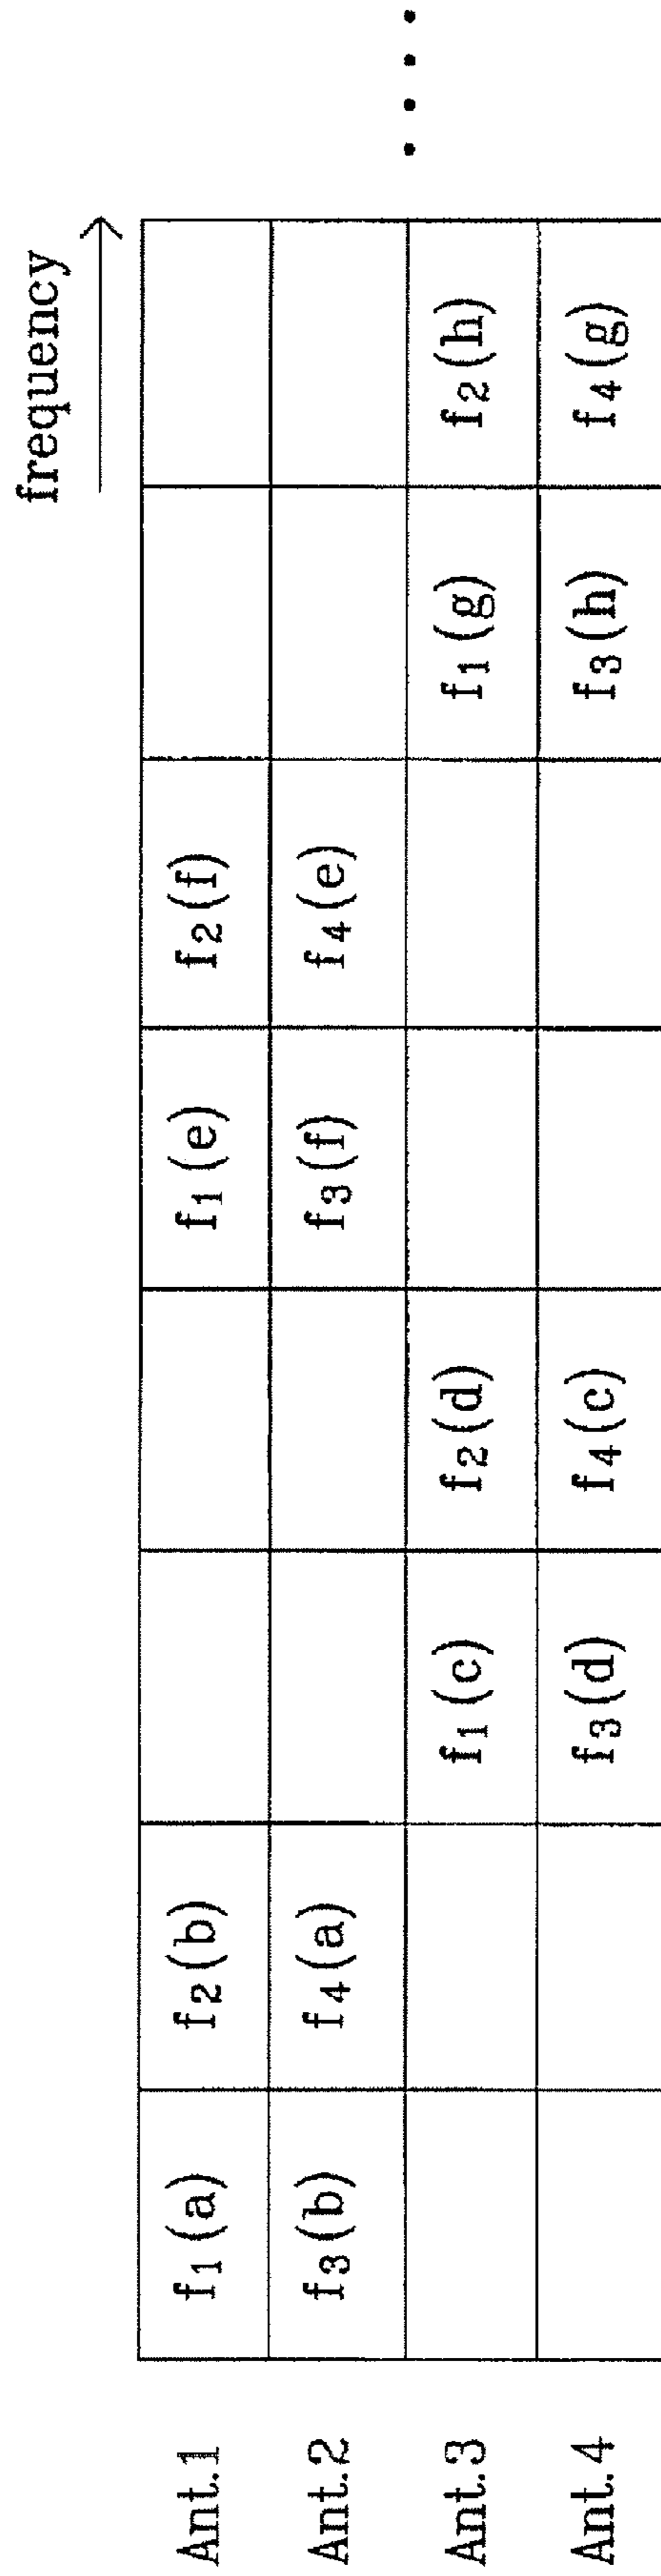 frequency
Ant.1 f1(a) f2(b) f1(e) f2(f)
Ant.2 f3(b) f4(a) f3(f) f4(e)
Ant.3 f1(c) f2(d) f1(g) f2(h) ....
Ant.4 f3(d) f4(c) f3(h) f4(g)